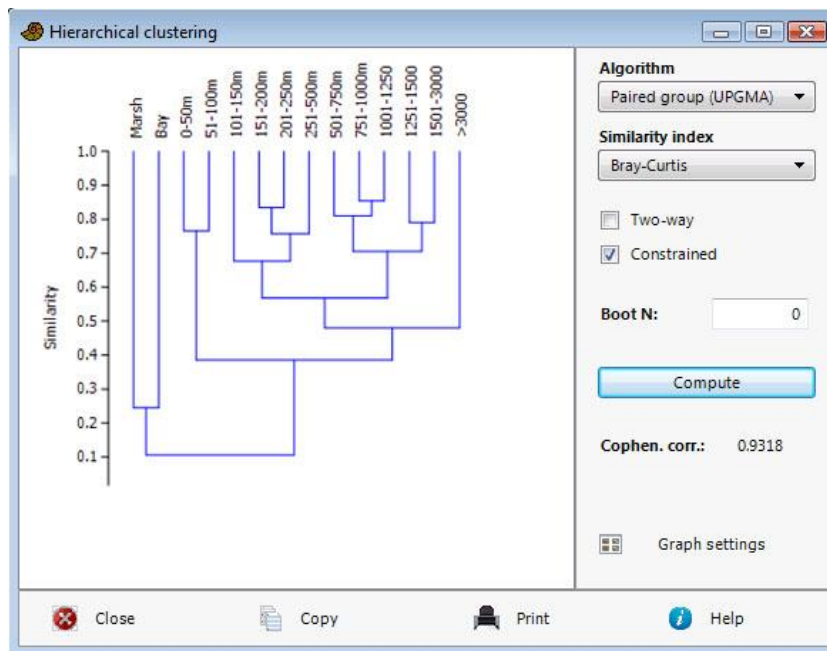 Hierarchical clustering
Marsh
Bay
0-50m
51-100m
101-150m
151-200m
201-250m
251-500m
501-750m
751-1000m
1001-1250
1251-1500
1501-3000
>3000
Similarity
1.0
0.9
0.8
0.7
0.6
0.5
0.4
0.3
0.2
0.1
Algorithm
Paired group (UPGMA)
Similarity index
Bray-Curtis
Two-way
Constrained
Boot N: 0
Compute
Cophen. corr.: 0.9318
Graph settings
Close Copy Print Help